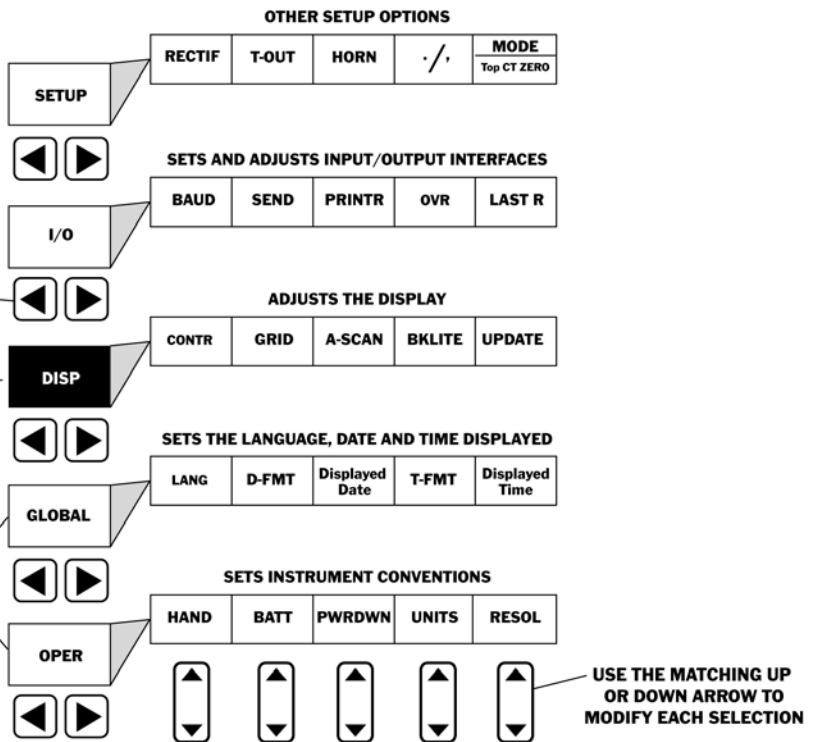 OTHER SETUP OPTIONS
RECTIF T-OUT HORN ./, MODE
Top CT ZERO
SETUP
SETS AND ADJUSTS INPUT/OUTPUT INTERFACES
BAUD SEND PRINTR OVR LAST R
I/O
ADJUSTS THE DISPLAY
CONTR GRID A-SCAN BKLITE UPDATE
DISP
SETS THE LANGUAGE, DATE AND TIME DISPLAYED
LANG D-FMT Displayed Date T-FMT Displayed Time
GLOBAL
SETS INSTRUMENT CONVENTIONS
HAND BATT PWRDWN UNITS RESOL
OPER
USE THE MATCHING UP
OR DOWN ARROW TO
MODIFY EACH SELECTION